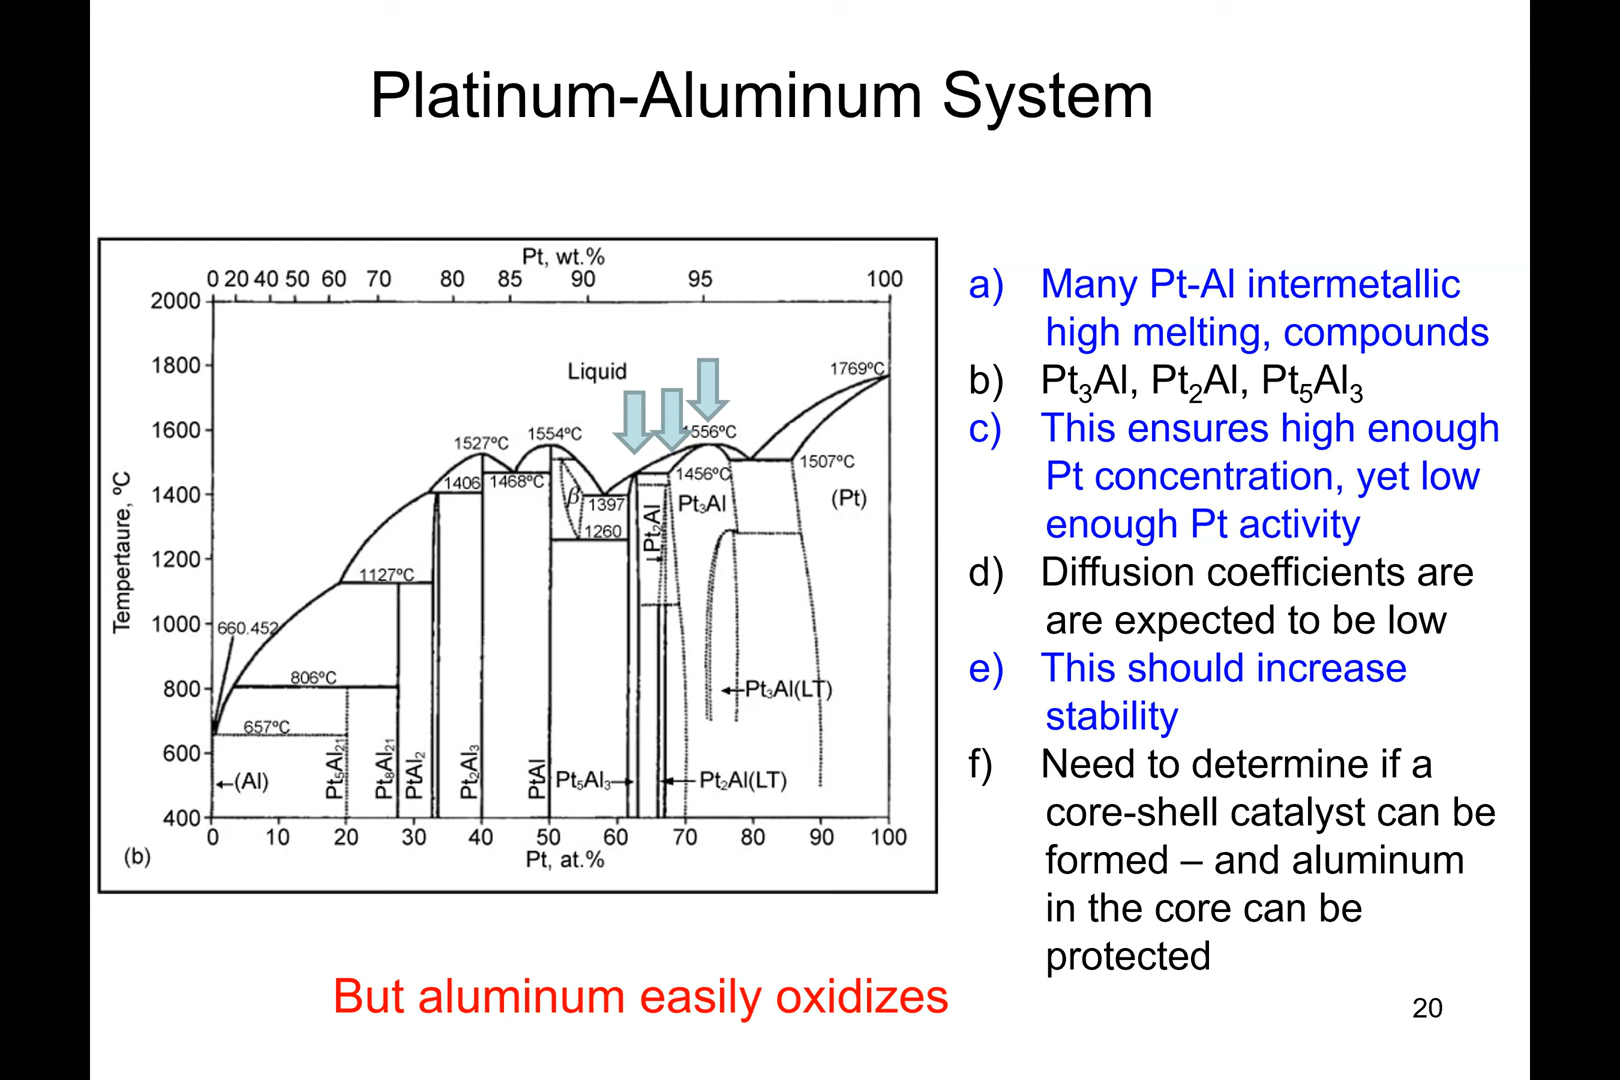 Platinum-Aluminum System
Pt, wt.%
0 20 40 50 60 70 80 85 90 95 100
2000
1800
1600
1400
1200
1000
800
600
400
Tempertaure, ºC
Liquid
1769ºC
1556ºC
1554ºC
1527ºC
1507ºC
1456ºC
1406
1468ºC
β
1397
Pt₃Al
(Pt)
1260
Pt₂Al
1127ºC
660.452
806ºC
Pt₃Al(LT)
657ºC
(Al)
Pt₅Al₂₁
Pt₈Al₂₁
PtAl₂
Pt₂Al₃
PtAl
Pt₅Al₃
Pt₂Al(LT)
0 10 20 30 40 50 60 70 80 90 100
(b)
Pt, at.%
a) Many Pt-Al intermetallic
high melting, compounds
b) Pt₃Al, Pt₂Al, Pt₅Al₃
c) This ensures high enough
Pt concentration, yet low
enough Pt activity
d) Diffusion coefficients are
are expected to be low
e) This should increase
stability
f) Need to determine if a
core-shell catalyst can be
formed – and aluminum
in the core can be
protected
But aluminum easily oxidizes
20